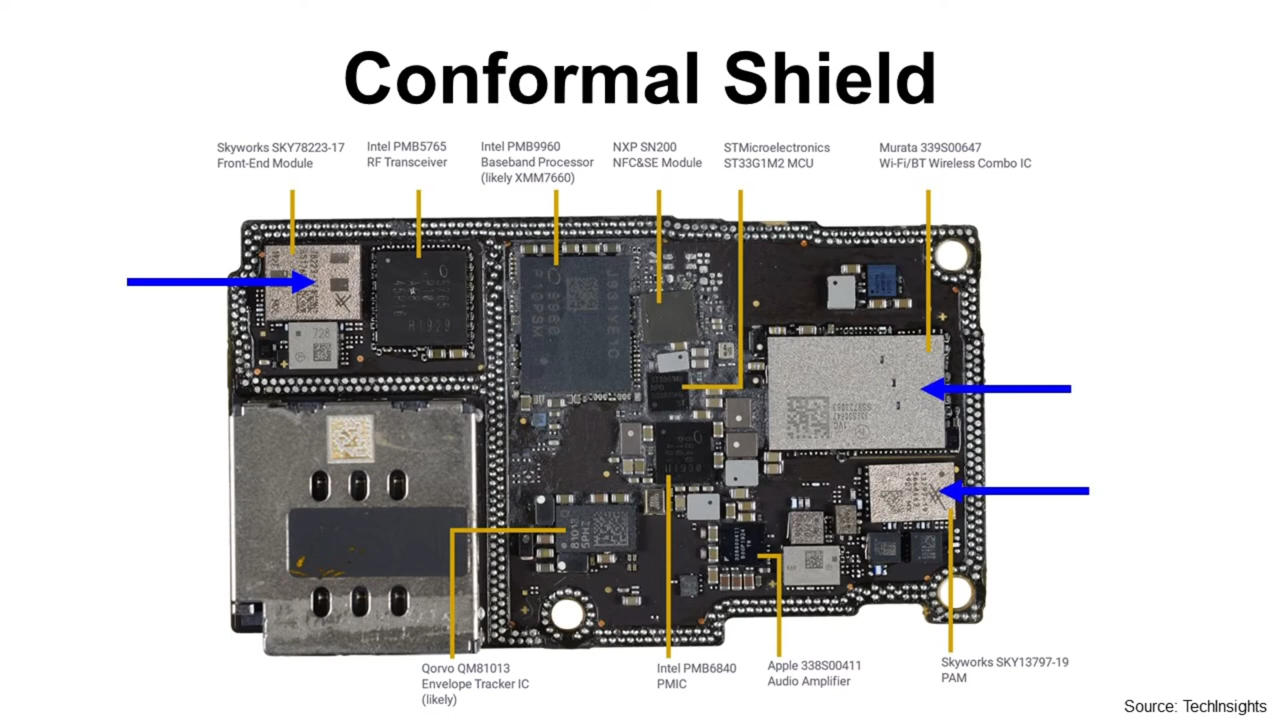 Conformal Shield
Skyworks SKY78223-17
Front-End Module
Intel PMB5765
RF Transceiver
Intel PMB9960
Baseband Processor
(likely XMM7660)
NXP SN200
NFC&SE Module
STMicroelectronics
ST33G1M2 MCU
Murata 339S00647
Wi-Fi/BT Wireless Combo IC
728
Qorvo QM81013
Envelope Tracker IC
(likely)
Intel PMB6840
PMIC
Apple 338S00411
Audio Amplifier
Skyworks SKY13797-19
PAM
Source: TechInsights